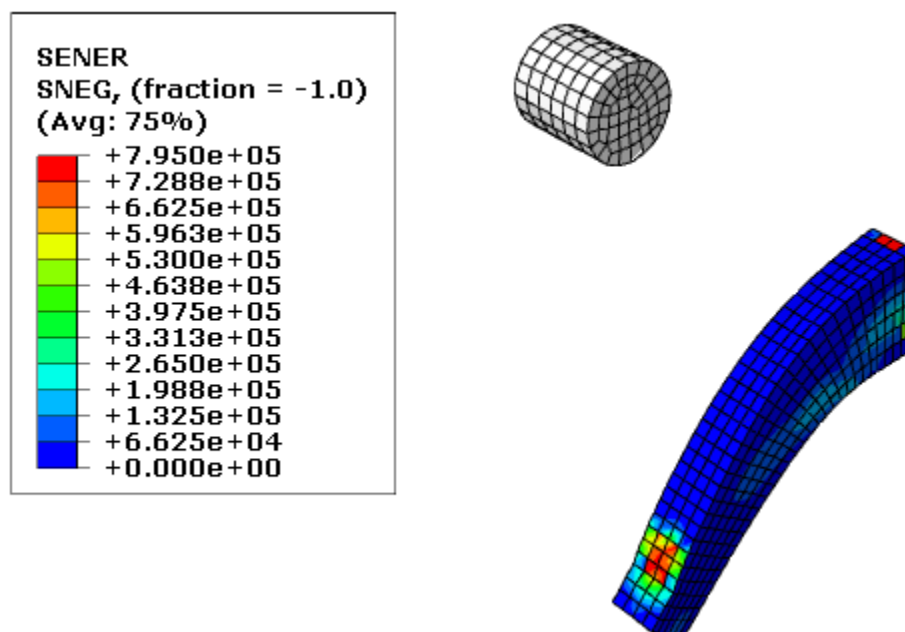 SENER
SNEG, (fraction = -1.0)
(Avg: 75%)
+7.950e+05
+7.288e+05
+6.625e+05
+5.963e+05
+5.300e+05
+4.638e+05
+3.975e+05
+3.313e+05
+2.650e+05
+1.988e+05
+1.325e+05
+6.625e+04
+0.000e+00